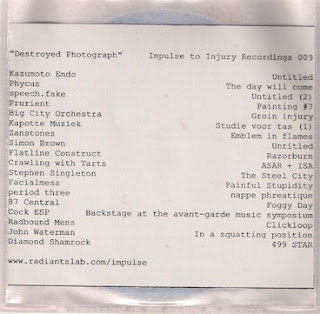 "Destroyed Photograph" Impulse to Injury Recordings 009
Kazumoto Endo Untitled
Phycus The day will come
speech.fake Untitled (2)
Prurient Painting #7
Big City Orchestra Groin injury
Kapotte Muziek Studie voor tas (1)
Zanstones Emblem in flames
Simon Brown Untitled
Flatline Construct Razorburn
Crawling with Tarts ASAR + ISA
Stephen Singleton The Steel City
Facialmess Painful Stupidity
period three nappe phreatique
87 Central Foggy Day
Cock ESP Backstage at the avant-garde music symposium
Radbound Mens Clickloop
John Waterman In a squatting position
Diamond Shamrock 499 STAR
www.radiantslab.com/impulse